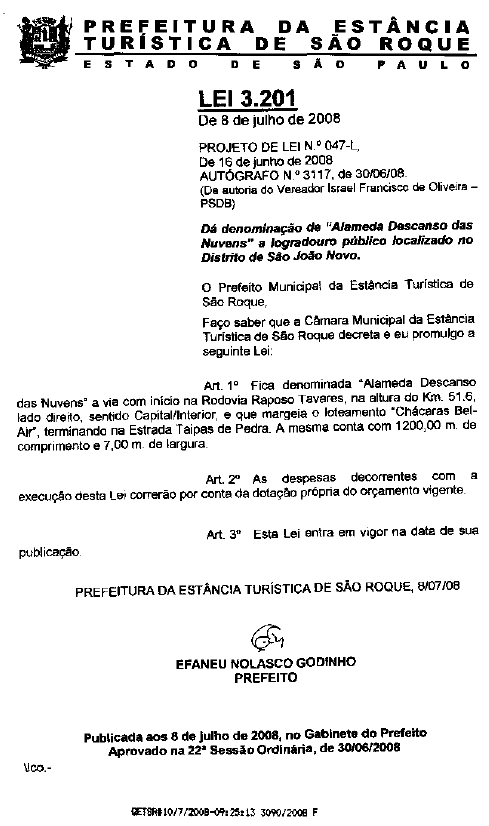 PREFEITURA DA ESTÂNCIA
TURÍSTICA DE SÃO ROQUE
ESTADO DE SÃO PAULO
LEI 3.201
De 8 de julho de 2008
PROJETO DE LEI N.º 047-L,
De 16 de junho de 2008
AUTÓGRAFO N.º 3117, de 30/06/08.
(De autoria do Vereador Israel Francisco de Oliveira –
PSDB)
Dá denominação de "Alameda Descanso das
Nuvens" a logradouro público localizado no
Distrito de São João Novo.
O Prefeito Municipal da Estância Turística de
São Roque,
Faço saber que a Câmara Municipal da Estância
Turística de São Roque decreta e eu promulgo a
seguinte Lei:
Art. 1º Fica denominada "Alameda Descanso
das Nuvens" a via com início na Rodovia Raposo Tavares, na altura do Km. 51,6,
lado direito, sentido Capital/Interior, e que margeia o loteamento "Chácaras Bel-
Air", terminando na Estrada Taipas de Pedra. A mesma conta com 1200,00 m. de
comprimento e 7,00 m. de largura.
Art. 2º As despesas decorrentes com a
execução desta Lei correrão por conta da dotação própria do orçamento vigente.
Art. 3º Esta Lei entra em vigor na data de sua
publicação.
PREFEITURA DA ESTÂNCIA TURÍSTICA DE SÃO ROQUE, 8/07/08
EFANEU NOLASCO GODINHO
PREFEITO
Publicada aos 8 de julho de 2008, no Gabinete do Prefeito
Aprovado na 22ª Sessão Ordinária, de 30/06/2008
\lco.-
CETSR#10/7/2008-09:25:13 3090/2008 F